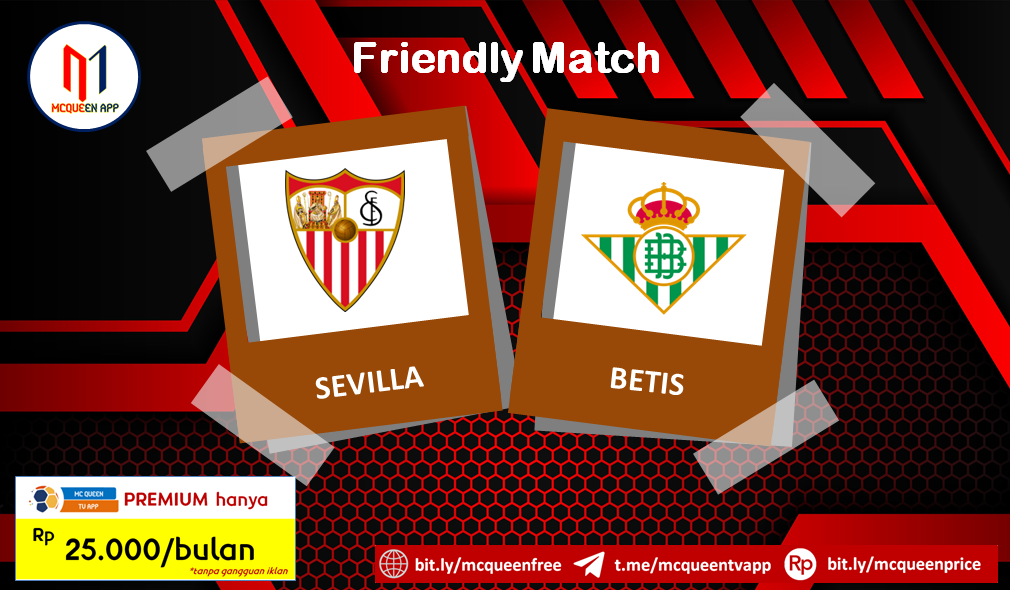 Friendly Match
M1
MCQUEEN APP
SEVILLA
BETIS
MC QUEEN
TV APP
PREMIUM hanya
Rp 25.000/bulan
*tanpa gangguan iklan
bit.ly/mcqueenfree
t.me/mcqueentvapp
Rp
bit.ly/mcqueenprice